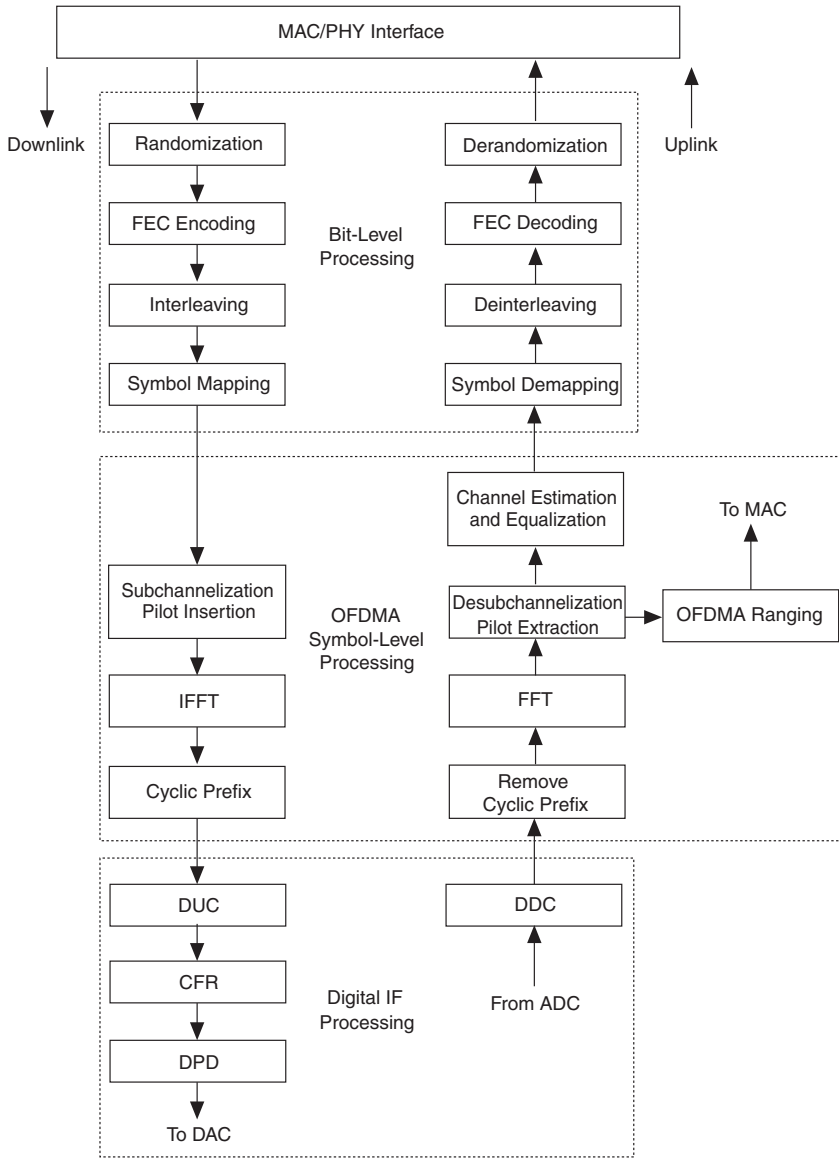 MAC/PHY Interface
Downlink
Uplink
Randomization
Derandomization
FEC Encoding
FEC Decoding
Bit-Level
Processing
Interleaving
Deinterleaving
Symbol Mapping
Symbol Demapping
Channel Estimation
and Equalization
To MAC
Subchannelization
Pilot Insertion
OFDMA
Symbol-Level
Processing
Desubchannelization
Pilot Extraction
OFDMA Ranging
IFFT
FFT
Cyclic Prefix
Remove
Cyclic Prefix
DUC
DDC
CFR
Digital IF
Processing
From ADC
DPD
To DAC